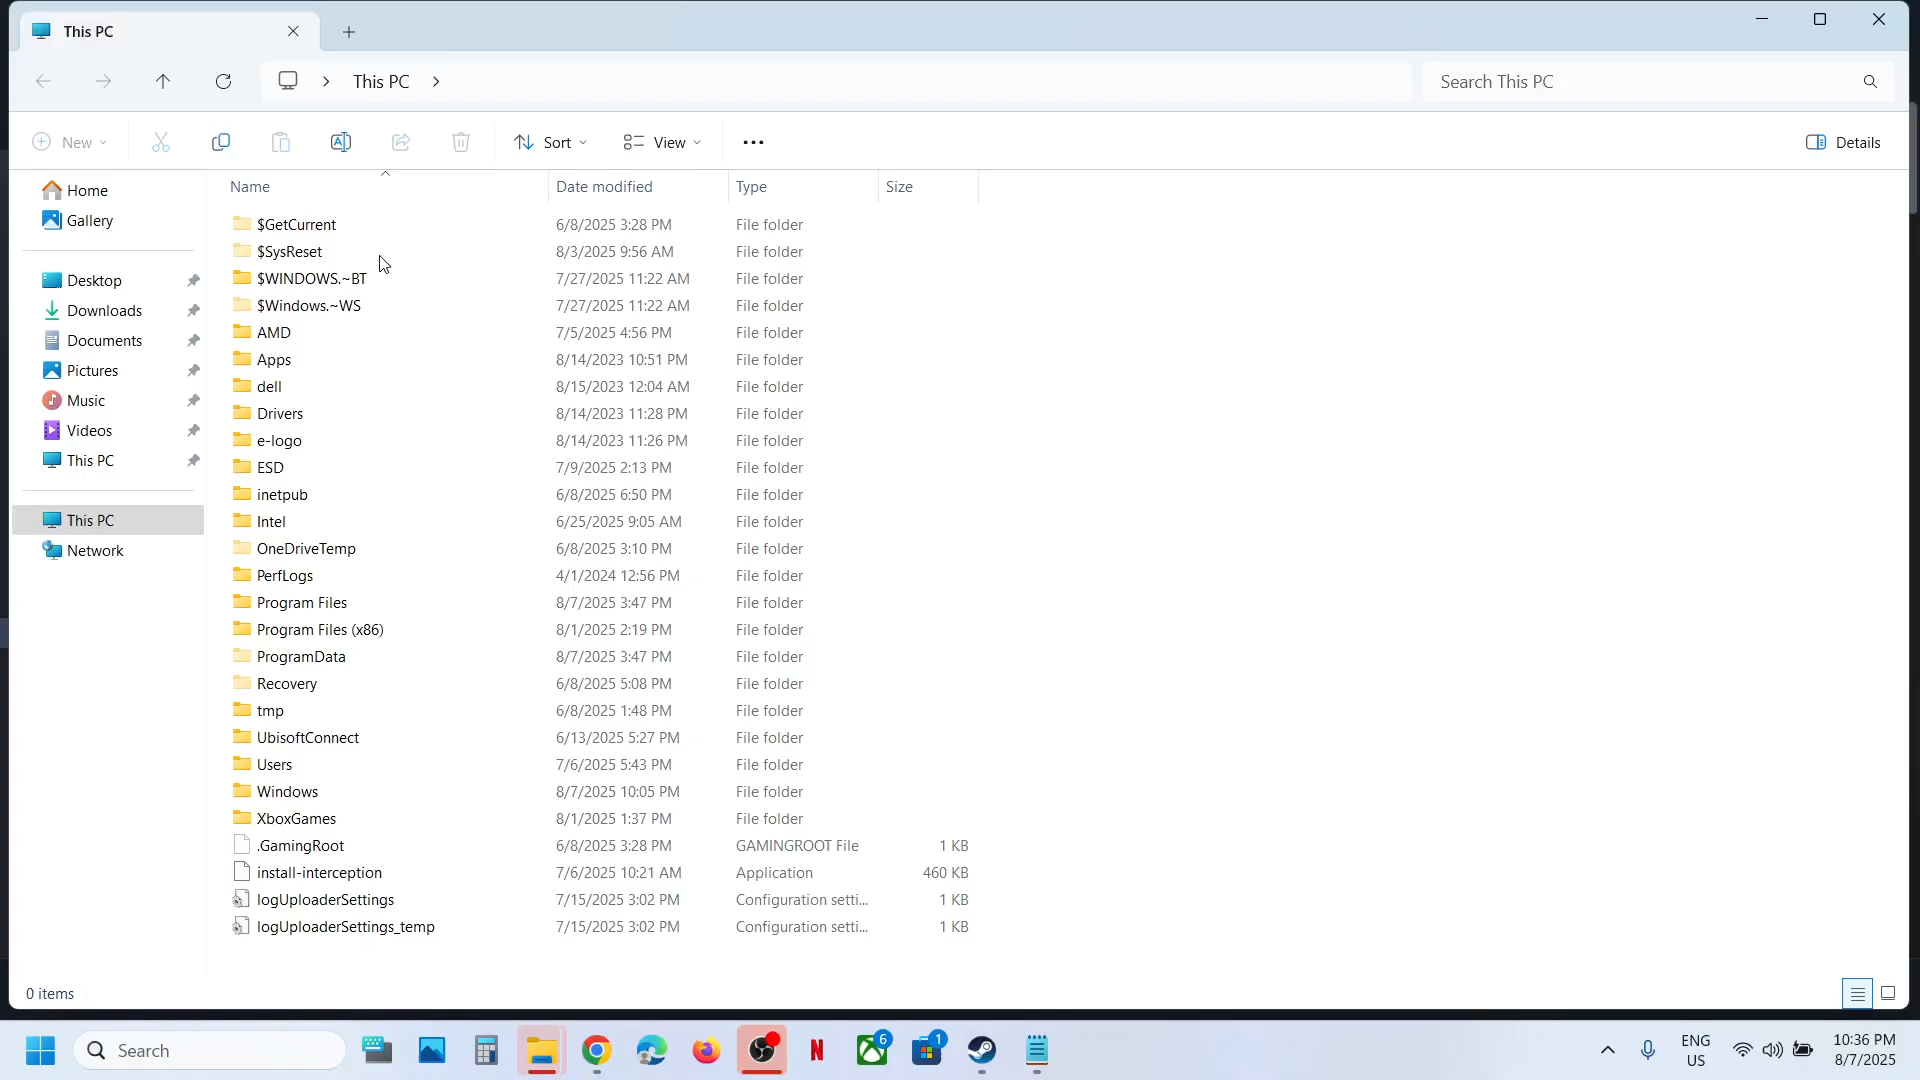 This PC
This PC
Search This PC
New
Sort
View
Details
Name Date modified Type Size
Home
Gallery
Desktop
Downloads
Documents
Pictures
Music
Videos
This PC
This PC
Network
$GetCurrent 6/8/2025 3:28 PM File folder
$SysReset 8/3/2025 9:56 AM File folder
$WINDOWS.~BT 7/27/2025 11:22 AM File folder
$Windows.~WS 7/27/2025 11:22 AM File folder
AMD 7/5/2025 4:56 PM File folder
Apps 8/14/2023 10:51 PM File folder
dell 8/15/2023 12:04 AM File folder
Drivers 8/14/2023 11:28 PM File folder
e-logo 8/14/2023 11:26 PM File folder
ESD 7/9/2025 2:13 PM File folder
inetpub 6/8/2025 6:50 PM File folder
Intel 6/25/2025 9:05 AM File folder
OneDriveTemp 6/8/2025 3:10 PM File folder
PerfLogs 4/1/2024 12:56 PM File folder
Program Files 8/7/2025 3:47 PM File folder
Program Files (x86) 8/1/2025 2:19 PM File folder
ProgramData 8/7/2025 3:47 PM File folder
Recovery 6/8/2025 5:08 PM File folder
tmp 6/8/2025 1:48 PM File folder
UbisoftConnect 6/13/2025 5:27 PM File folder
Users 7/6/2025 5:43 PM File folder
Windows 8/7/2025 10:05 PM File folder
XboxGames 8/1/2025 1:37 PM File folder
.GamingRoot 6/8/2025 3:28 PM GAMINGROOT File 1 KB
install-interception 7/6/2025 10:21 AM Application 460 KB
logUploaderSettings 7/15/2025 3:02 PM Configuration setti... 1 KB
logUploaderSettings_temp 7/15/2025 3:02 PM Configuration setti... 1 KB
0 items
Search
N
6
1
ENG
US
10:36 PM
8/7/2025